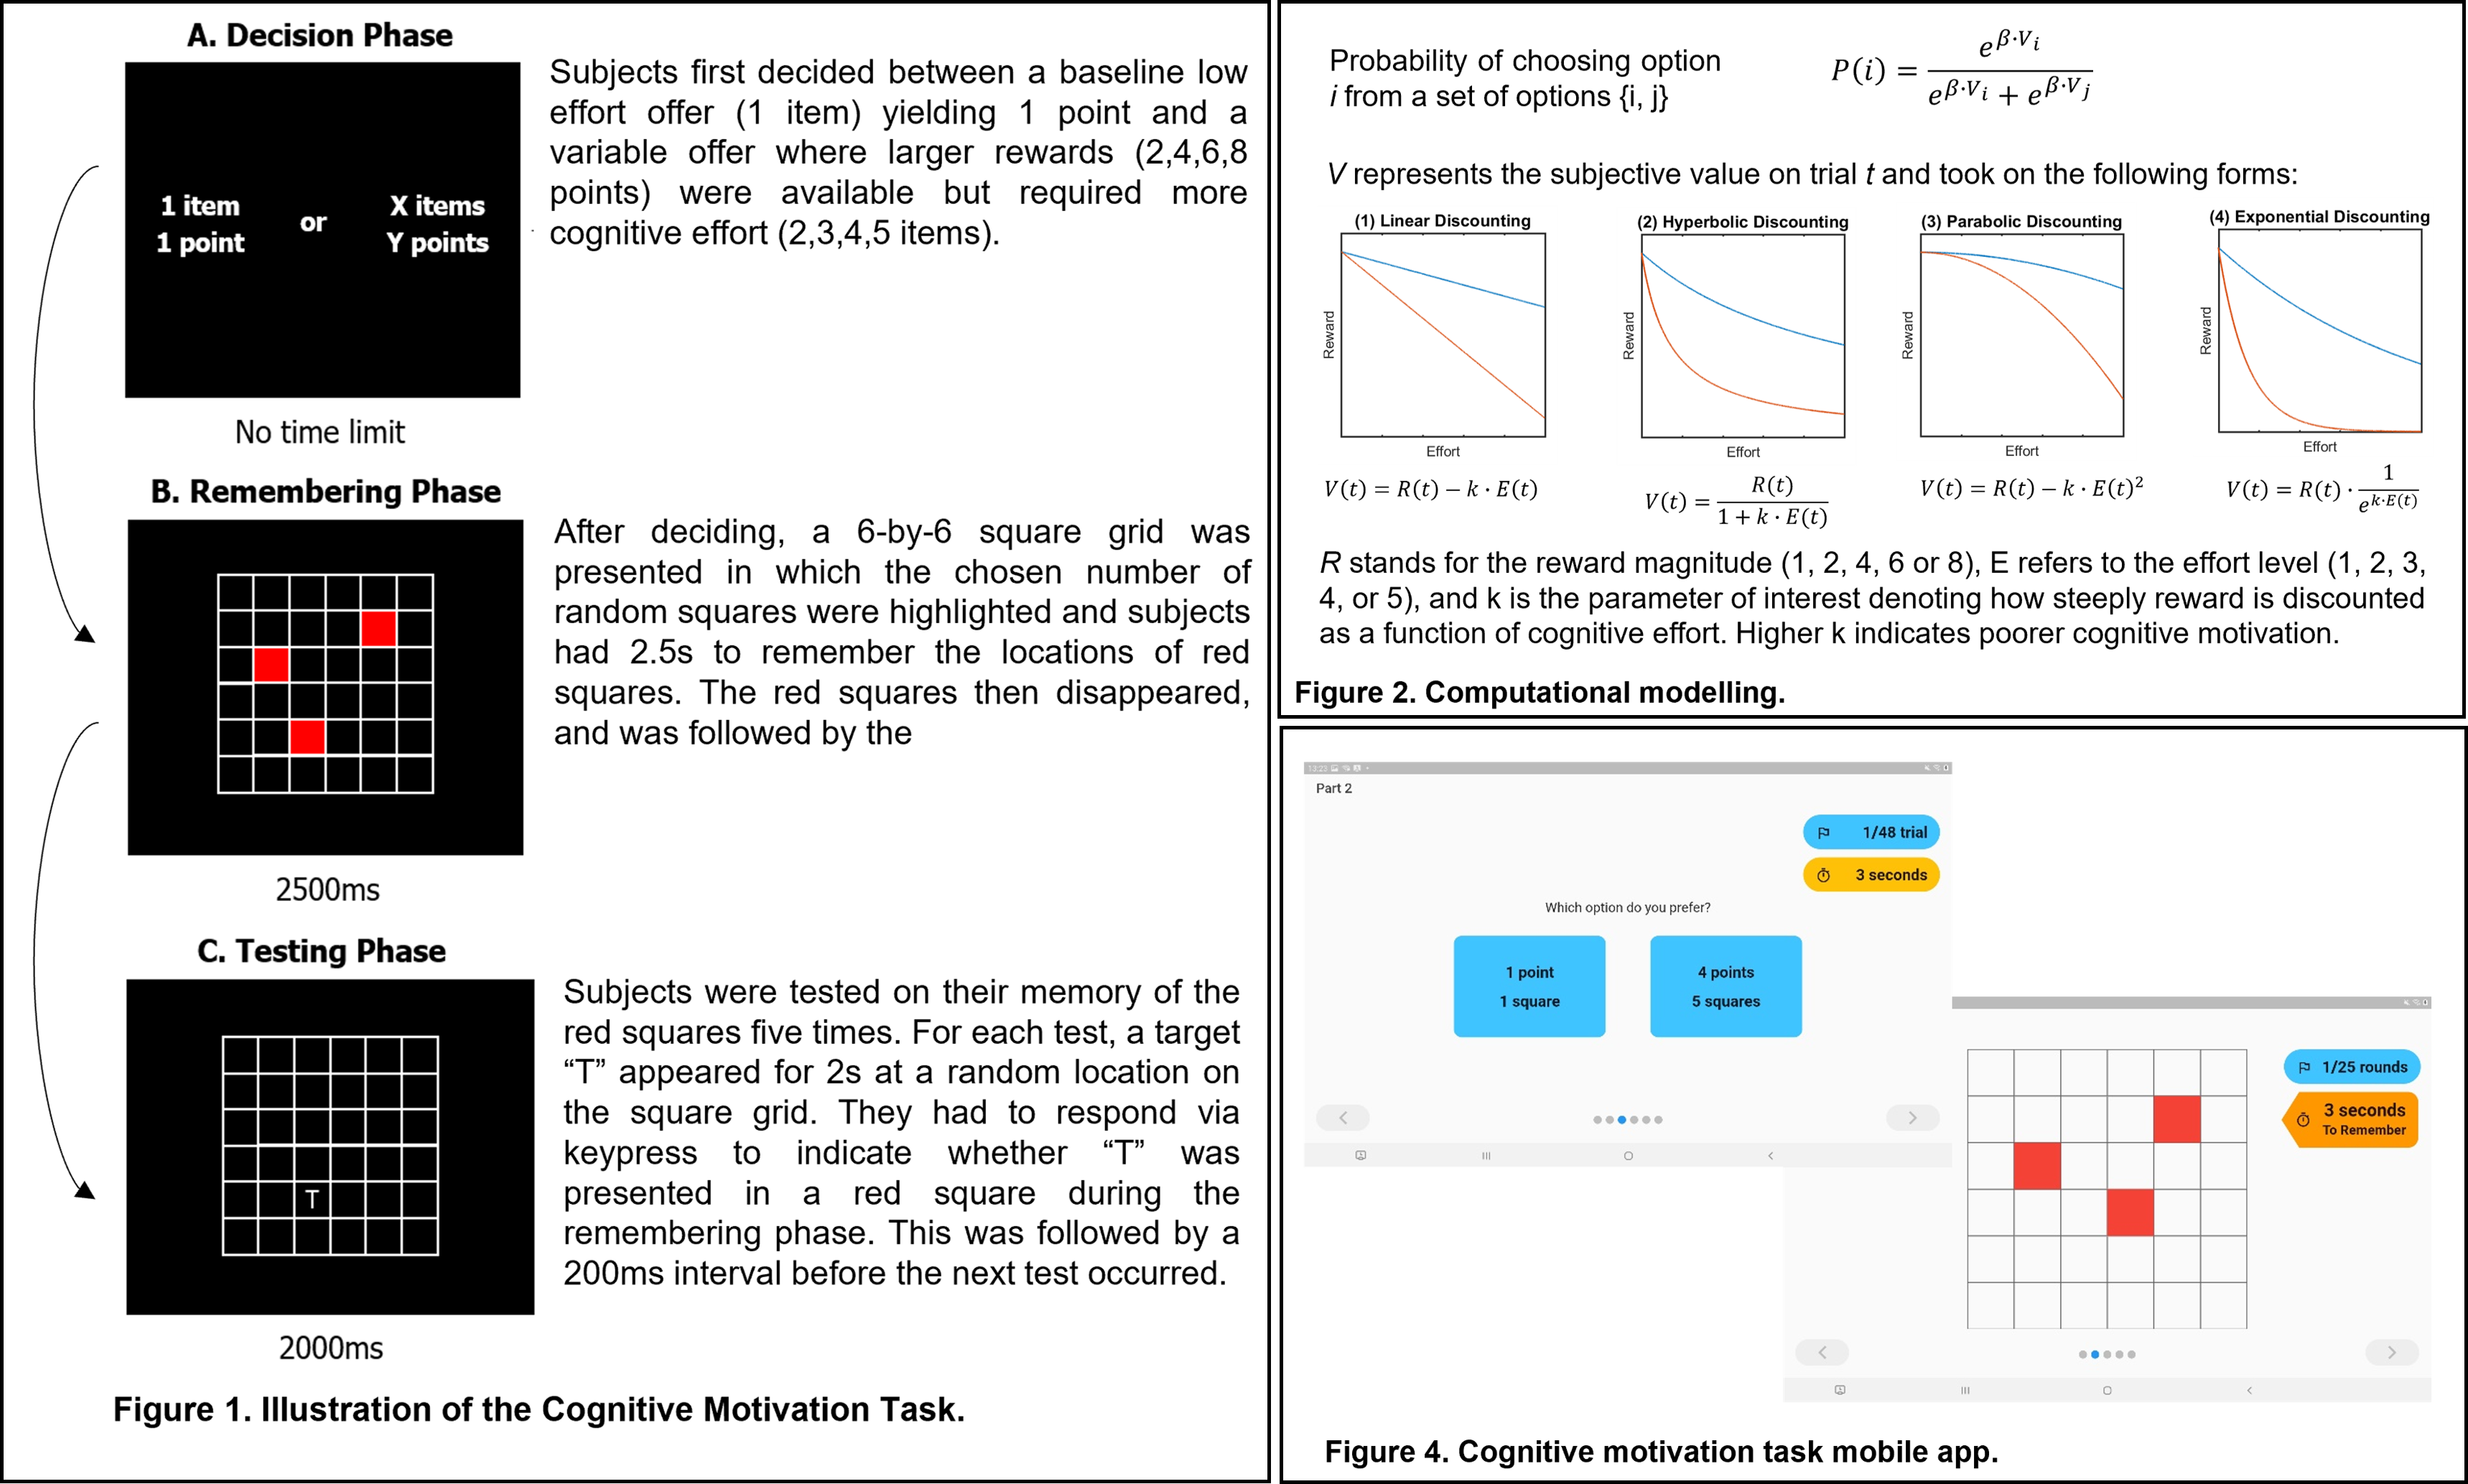 A. Decision Phase
1 item
1 point
or
X items
Y points
No time limit
Subjects first decided between a baseline low
effort offer (1 item) yielding 1 point and a
variable offer where larger rewards (2,4,6,8
points) were available but required more
cognitive effort (2,3,4,5 items).
B. Remembering Phase
2500ms
After deciding, a 6-by-6 square grid was
presented in which the chosen number of
random squares were highlighted and subjects
had 2.5s to remember the locations of red
squares. The red squares then disappeared,
and was followed by the
C. Testing Phase
T
2000ms
Subjects were tested on their memory of the
red squares five times. For each test, a target
“T” appeared for 2s at a random location on
the square grid. They had to respond via
keypress to indicate whether “T” was
presented in a red square during the
remembering phase. This was followed by a
200ms interval before the next test occurred.
Figure 1. Illustration of the Cognitive Motivation Task.
Probability of choosing option
i from a set of options {i, j}
P(i) = e^{β·V_i} / (e^{β·V_i} + e^{β·V_j})
V represents the subjective value on trial t and took on the following forms:
(1) Linear Discounting
Reward
Effort
V(t) = R(t) − k · E(t)
(2) Hyperbolic Discounting
Reward
Effort
V(t) = R(t) / (1 + k · E(t))
(3) Parabolic Discounting
Reward
Effort
V(t) = R(t) − k · E(t)²
(4) Exponential Discounting
Reward
Effort
V(t) = R(t) · 1 / e^{k·E(t)}
R stands for the reward magnitude (1, 2, 4, 6 or 8), E refers to the effort level (1, 2, 3,
4, or 5), and k is the parameter of interest denoting how steeply reward is discounted
as a function of cognitive effort. Higher k indicates poorer cognitive motivation.
Figure 2. Computational modelling.
13:23
Part 2
1/48 trial
3 seconds
Which option do you prefer?
1 point
1 square
4 points
5 squares
1/25 rounds
3 seconds
To Remember
Figure 4. Cognitive motivation task mobile app.